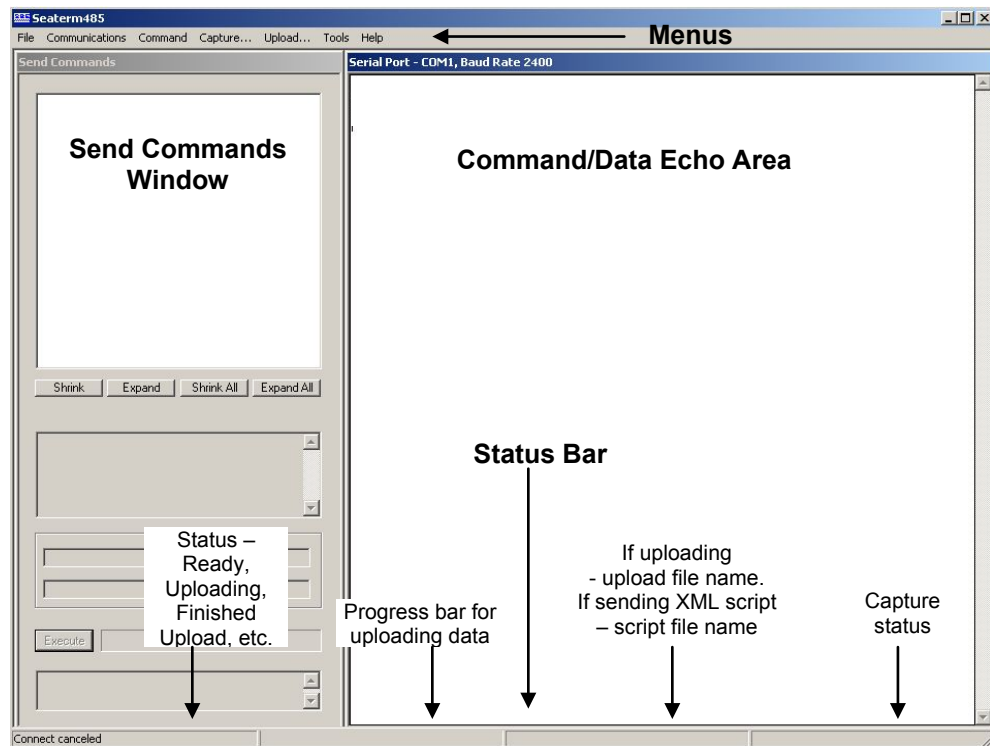 Seaterm485
File Communications Command Capture... Upload... Tools Help
Menus
Send Commands
Serial Port - COM1, Baud Rate 2400
Send Commands
Window
Command/Data Echo Area
Shrink Expand Shrink All Expand All
Status Bar
Status –
Ready,
Uploading,
Finished
Upload, etc.
Execute
Progress bar for
uploading data
If uploading
- upload file name.
If sending XML script
– script file name
Capture
status
Connect canceled